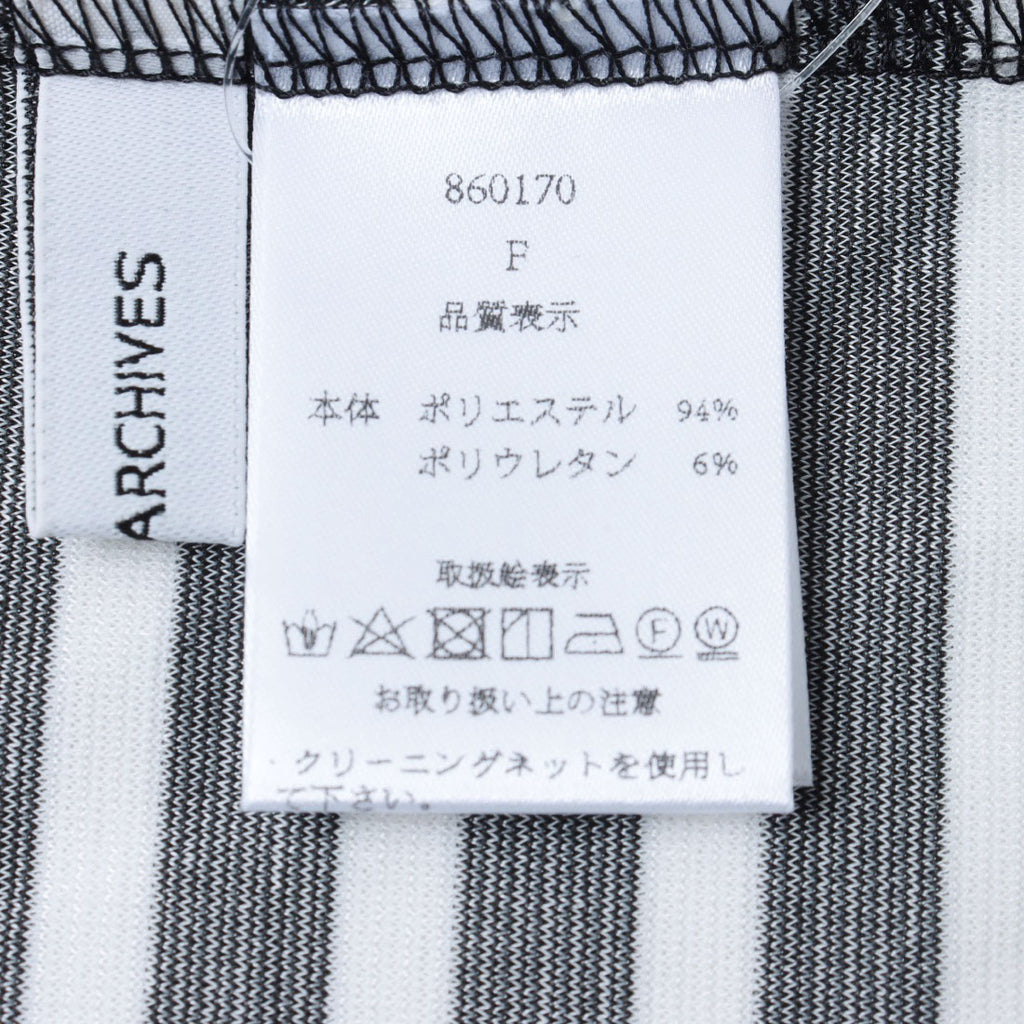 ARCHIVES
860170
F
品質表示
本体 ポリエステル 94%
ポリウレタン 6%
取扱絵表示
F W
お取り扱い上の注意
・クリーニングネットを使用し
て下さい。